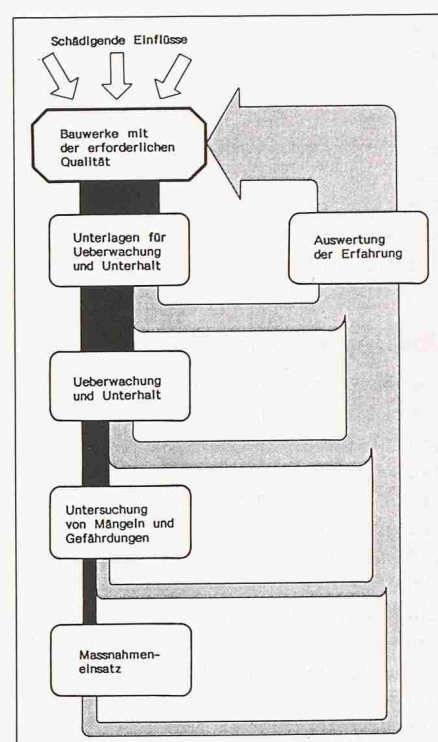 Schädigende Einflüsse
Bauwerke mit
der erforderlichen
Qualität
Unterlagen für
Ueberwachung
und Unterhalt
Auswertung
der Erfahrung
Ueberwachung
und Unterhalt
Untersuchung
von Mängeln und
Gefährdungen
Massnahmen-
einsatz